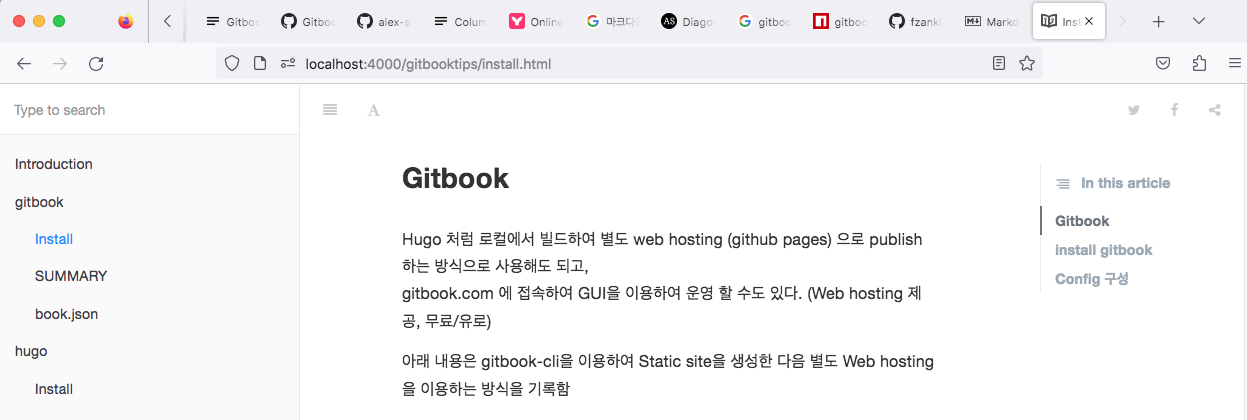 Gitboo
Gitboo
alex-s
Colum
Online
마크다운
AS
Diago
gitboo
gitboo
fzankl
Markd
Inst
localhost:4000/gitbooktips/install.html
Type to search
A
Introduction
gitbook
Install
SUMMARY
book.json
hugo
Install
Gitbook
Hugo 처럼 로컬에서 빌드하여 별도 web hosting (github pages) 으로 publish
하는 방식으로 사용해도 되고,
gitbook.com 에 접속하여 GUI을 이용하여 운영 할 수도 있다. (Web hosting 제
공, 무료/유로)
아래 내용은 gitbook-cli을 이용하여 Static site을 생성한 다음 별도 Web hosting
을 이용하는 방식을 기록함
In this article
Gitbook
install gitbook
Config 구성